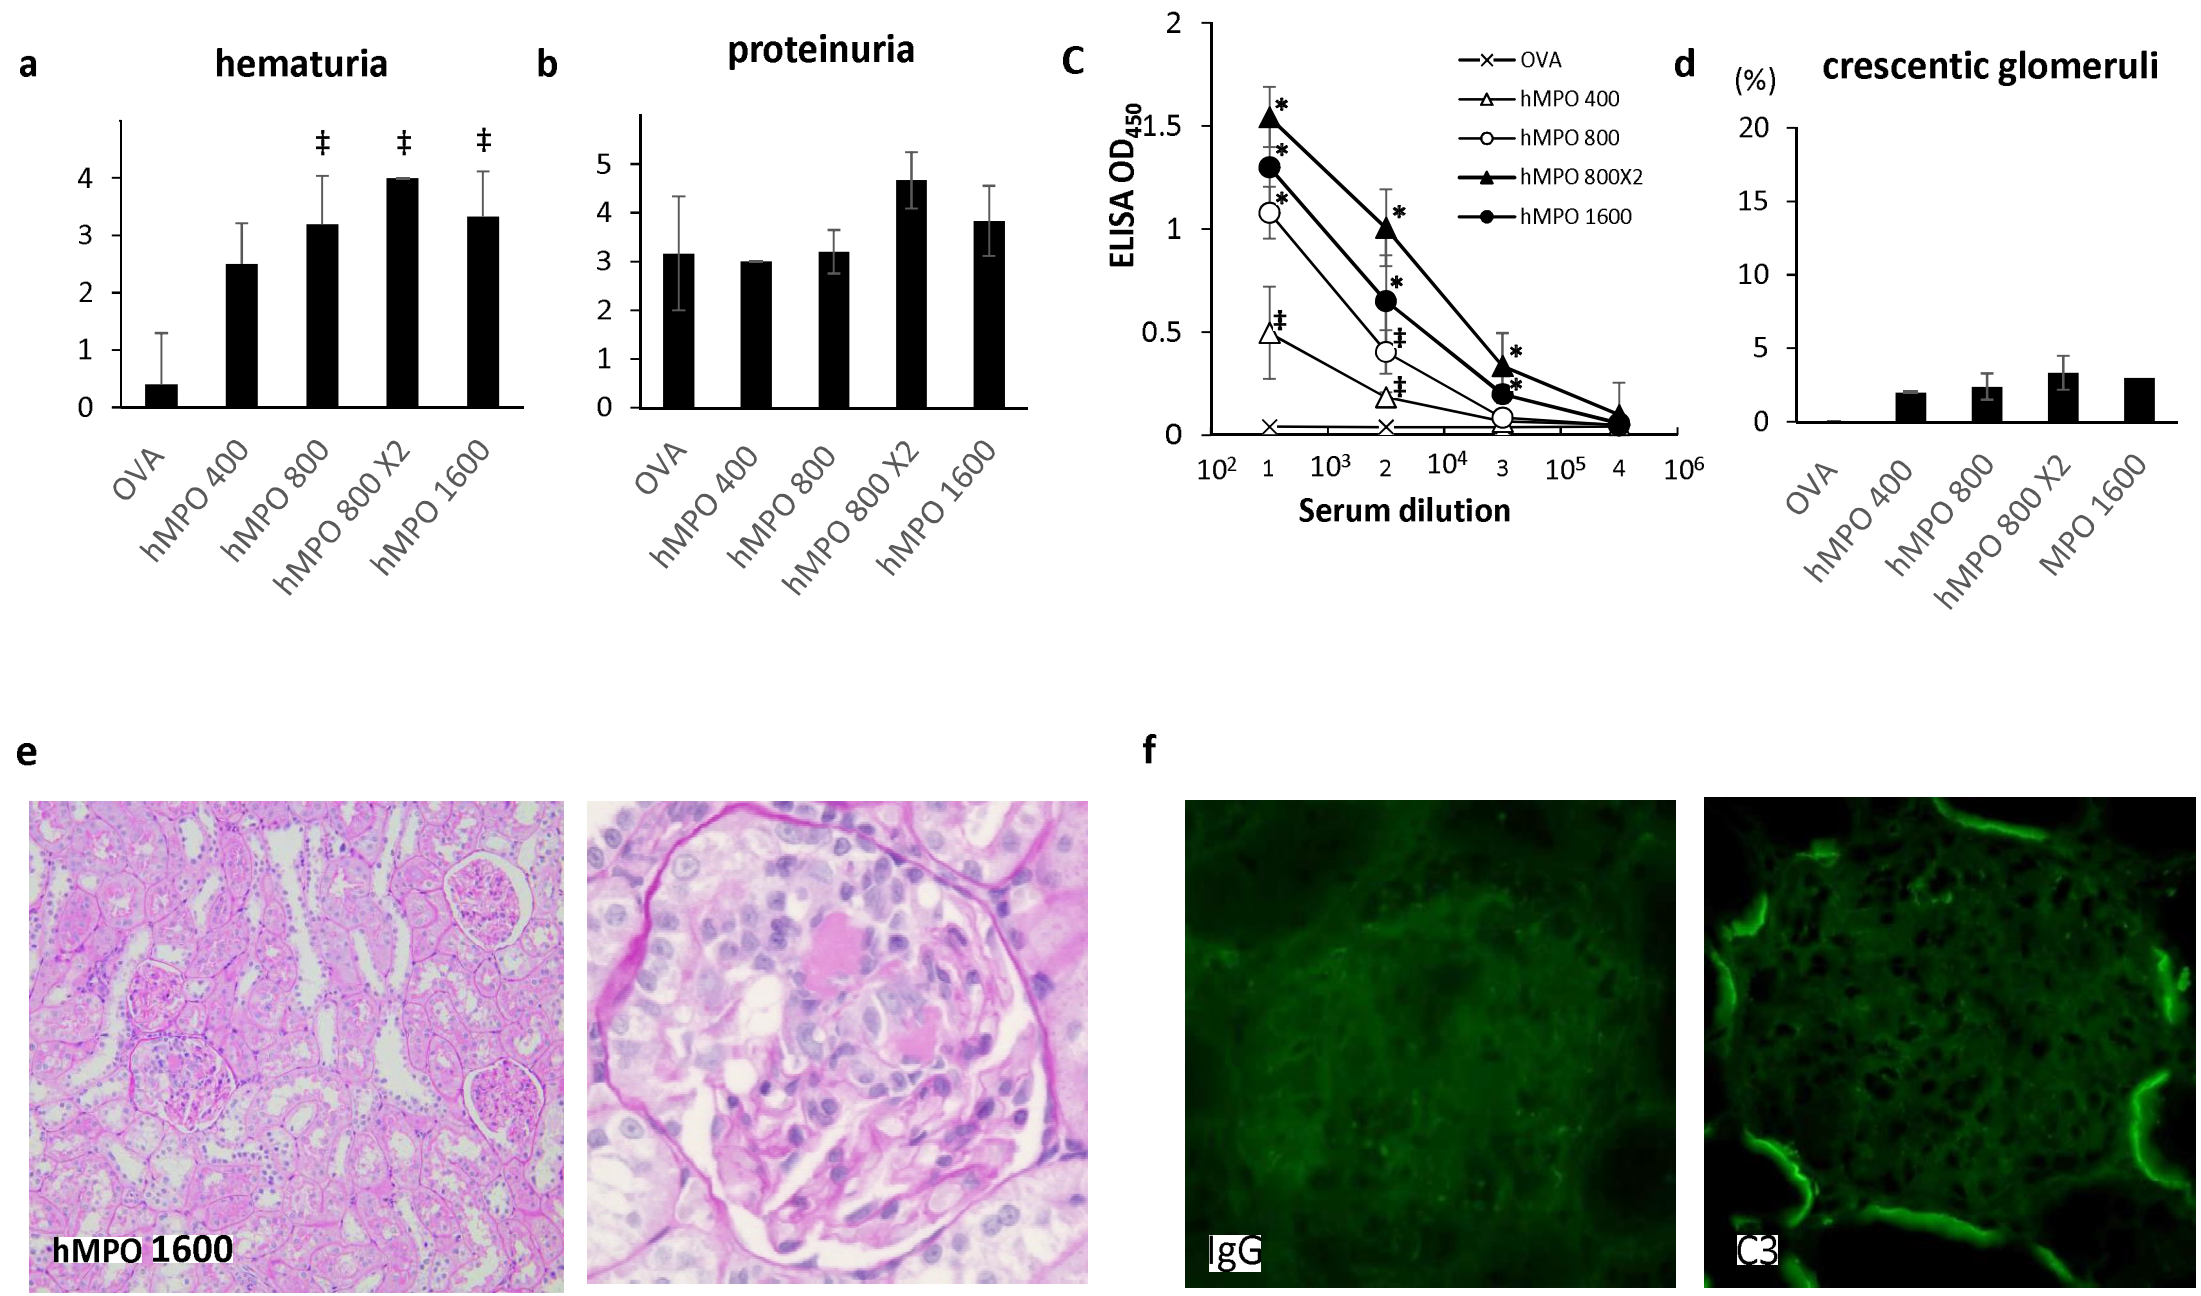 a
hematuria
4
3
2
1
0
‡
‡
‡
OVA
hMPO 400
hMPO 800
hMPO 800 X2
hMPO 1600
b
proteinuria
5
4
3
2
1
0
OVA
hMPO 400
hMPO 800
hMPO 800 X2
hMPO 1600
C
ELISA OD450
2
1.5
1
0.5
0
OVA
hMPO 400
hMPO 800
hMPO 800X2
hMPO 1600
*
*
*
‡
*
*
‡
‡
*
*
10² 1 10³ 2 10⁴ 3 10⁵ 4 10⁶
Serum dilution
d
(%)
crescentic glomeruli
20
15
10
5
0
OVA
hMPO 400
hMPO 800
hMPO 800 X2
MPO 1600
e
hMPO 1600
f
IgG
C3